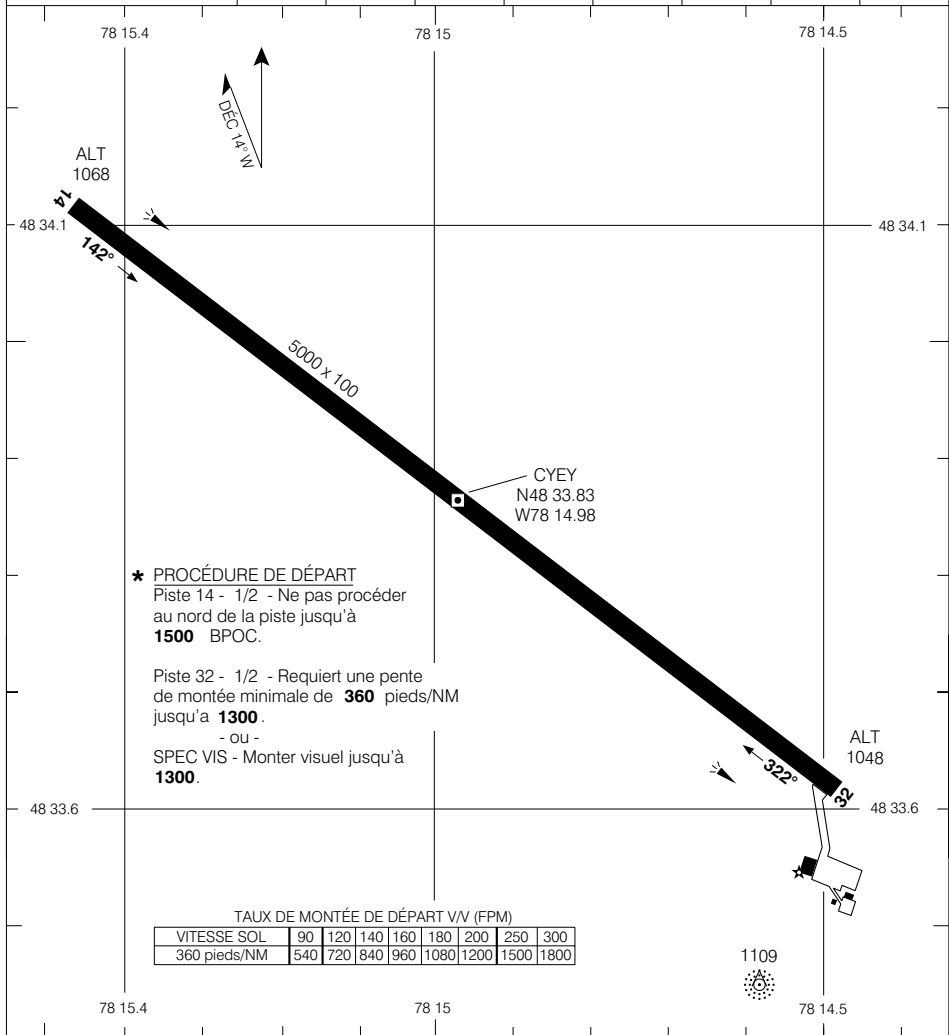 78 15.4
78 15
78 14.5
DÉC 14° W
ALT
1068
14
48 34.1
48 34.1
142°
5000 x 100
CYEY
N48 33.83
W78 14.98
* PROCÉDURE DE DÉPART
Piste 14 - 1/2 - Ne pas procéder
au nord de la piste jusqu'à
1500 BPOC.
Piste 32 - 1/2 - Requiert une pente
de montée minimale de 360 pieds/NM
jusqu'a 1300.
- ou -
SPEC VIS - Monter visuel jusqu'à
1300.
ALT
1048
322°
32
48 33.6
48 33.6
TAUX DE MONTÉE DE DÉPART V/V (FPM)
VITESSE SOL 90 120 140 160 180 200 250 300
360 pieds/NM 540 720 840 960 1080 1200 1500 1800
1109
78 15.4
78 15
78 14.5